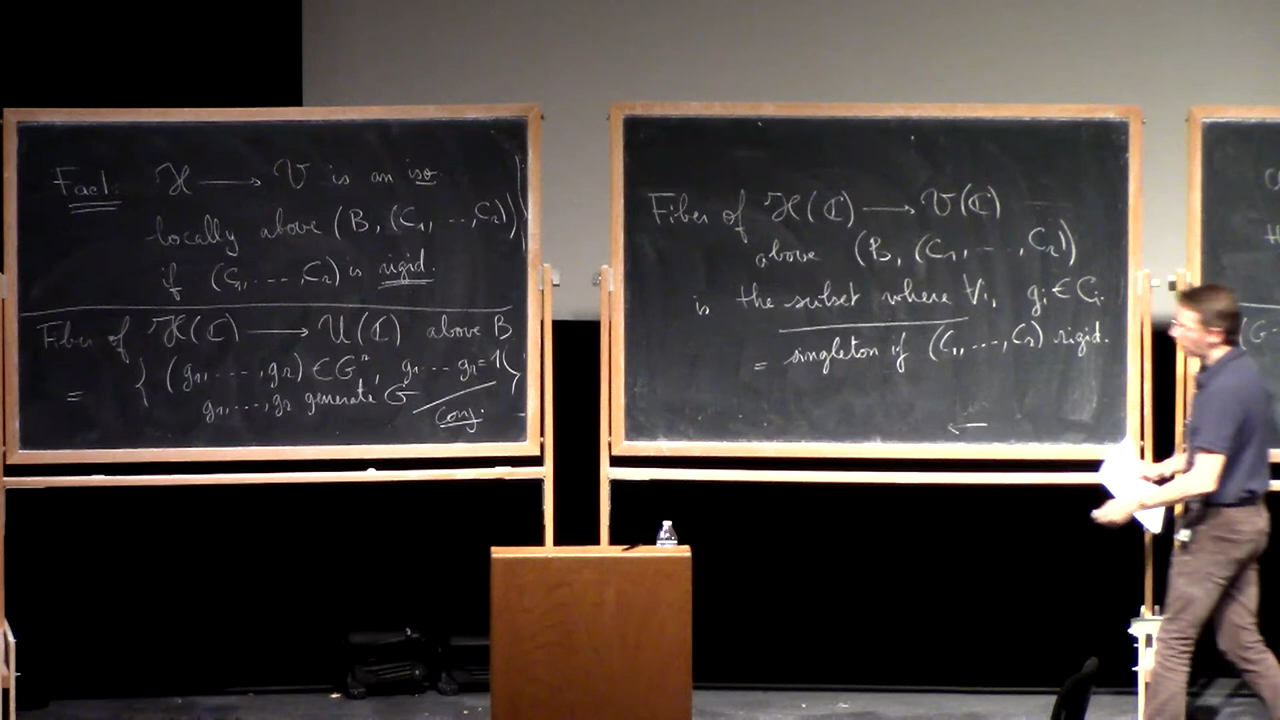 Fact: ℋ ⟶ 𝒱 is an iso
locally above (B, (C₁, ..., Cᵣ))
if (C₁, ..., Cᵣ) is rigid.
Fiber of ℋ(ℂ) ⟶ 𝒰(ℂ) above B
= { (g₁, ..., gᵣ) ∈ Gʳ, g₁ ... gᵣ = 1
g₁, ..., gᵣ generate G } / conj.
Fiber of ℋ(ℂ) ⟶ 𝒱(ℂ)
above (B, (C₁, ..., Cᵣ))
is the subset where ∀i, gᵢ ∈ Cᵢ.
= singleton if (C₁, ..., Cᵣ) rigid.
←